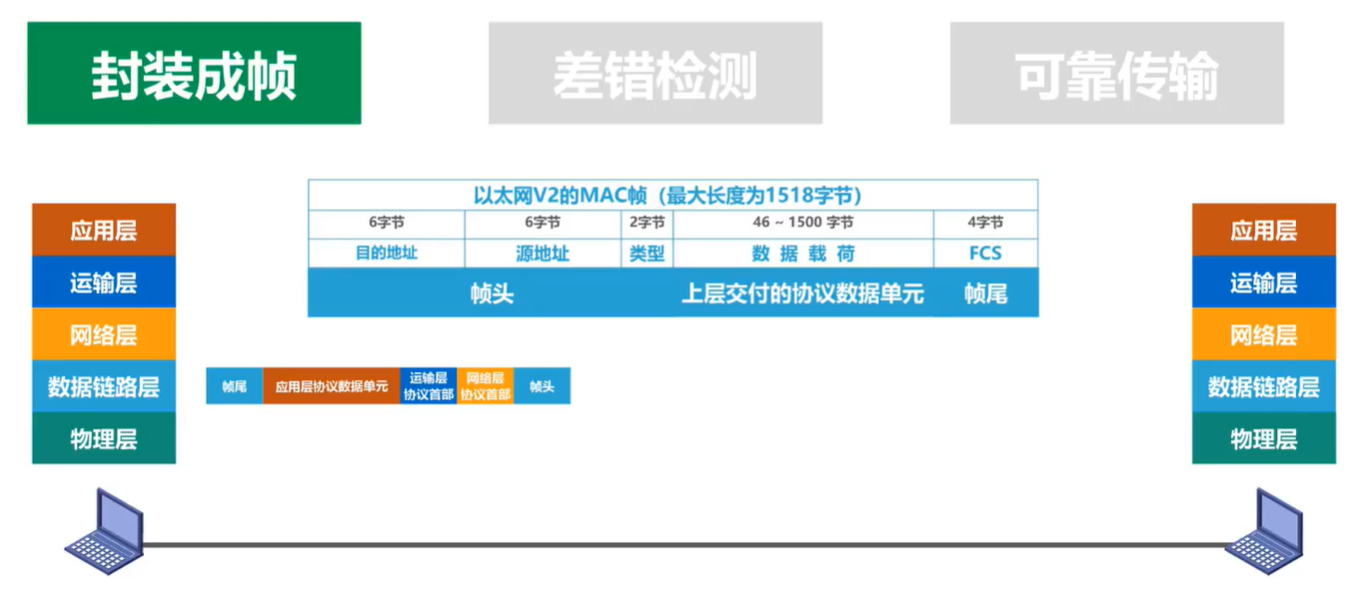 封装成帧
差错检测
可靠传输
以太网V2的MAC帧（最大长度为1518字节）
6字节 6字节 2字节 46 ~ 1500 字节 4字节
目的地址 源地址 类型 数 据 载 荷 FCS
帧头 上层交付的协议数据单元 帧尾
应用层
运输层
网络层
数据链路层
物理层
帧尾 应用层协议数据单元 运输层 网络层 帧头
协议首部 协议首部
应用层
运输层
网络层
数据链路层
物理层